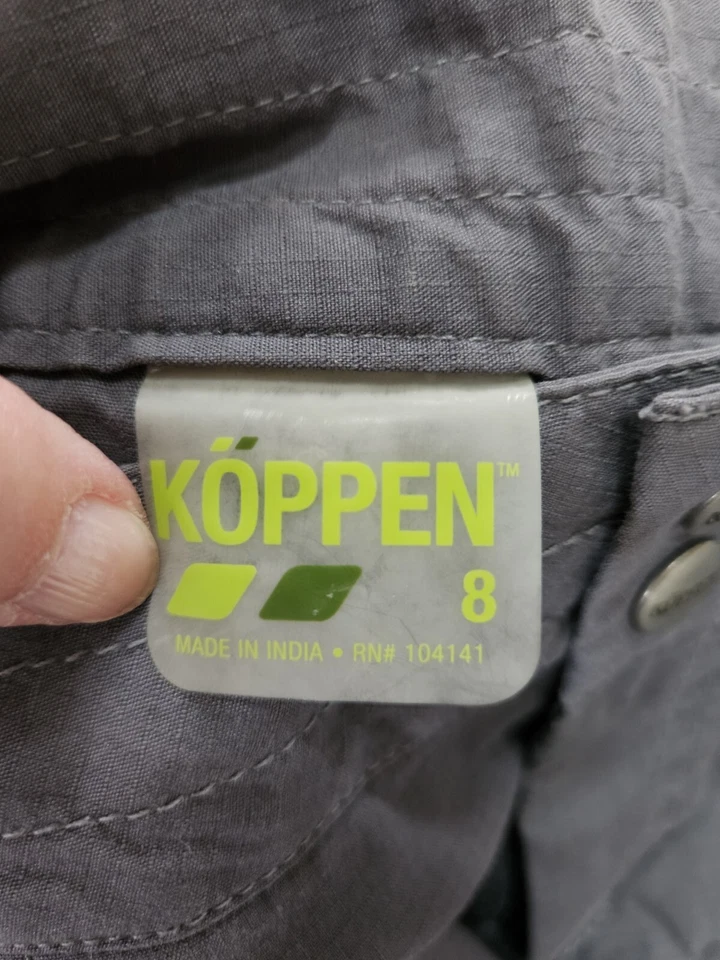 KÖPPEN™
8
MADE IN INDIA • RN# 104141